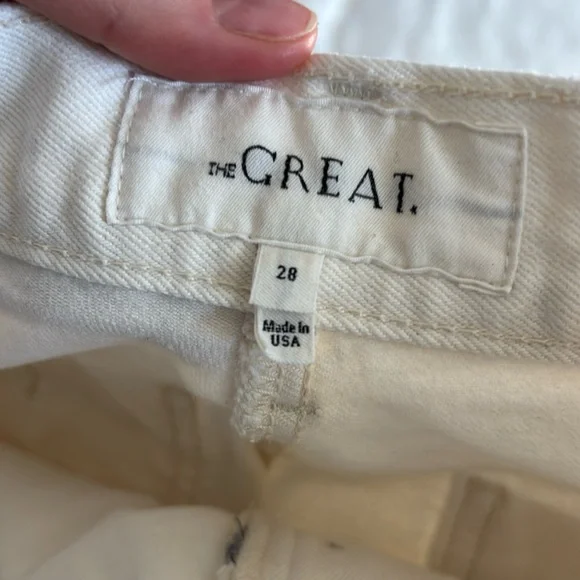 THE GREAT.
28
Made in
USA